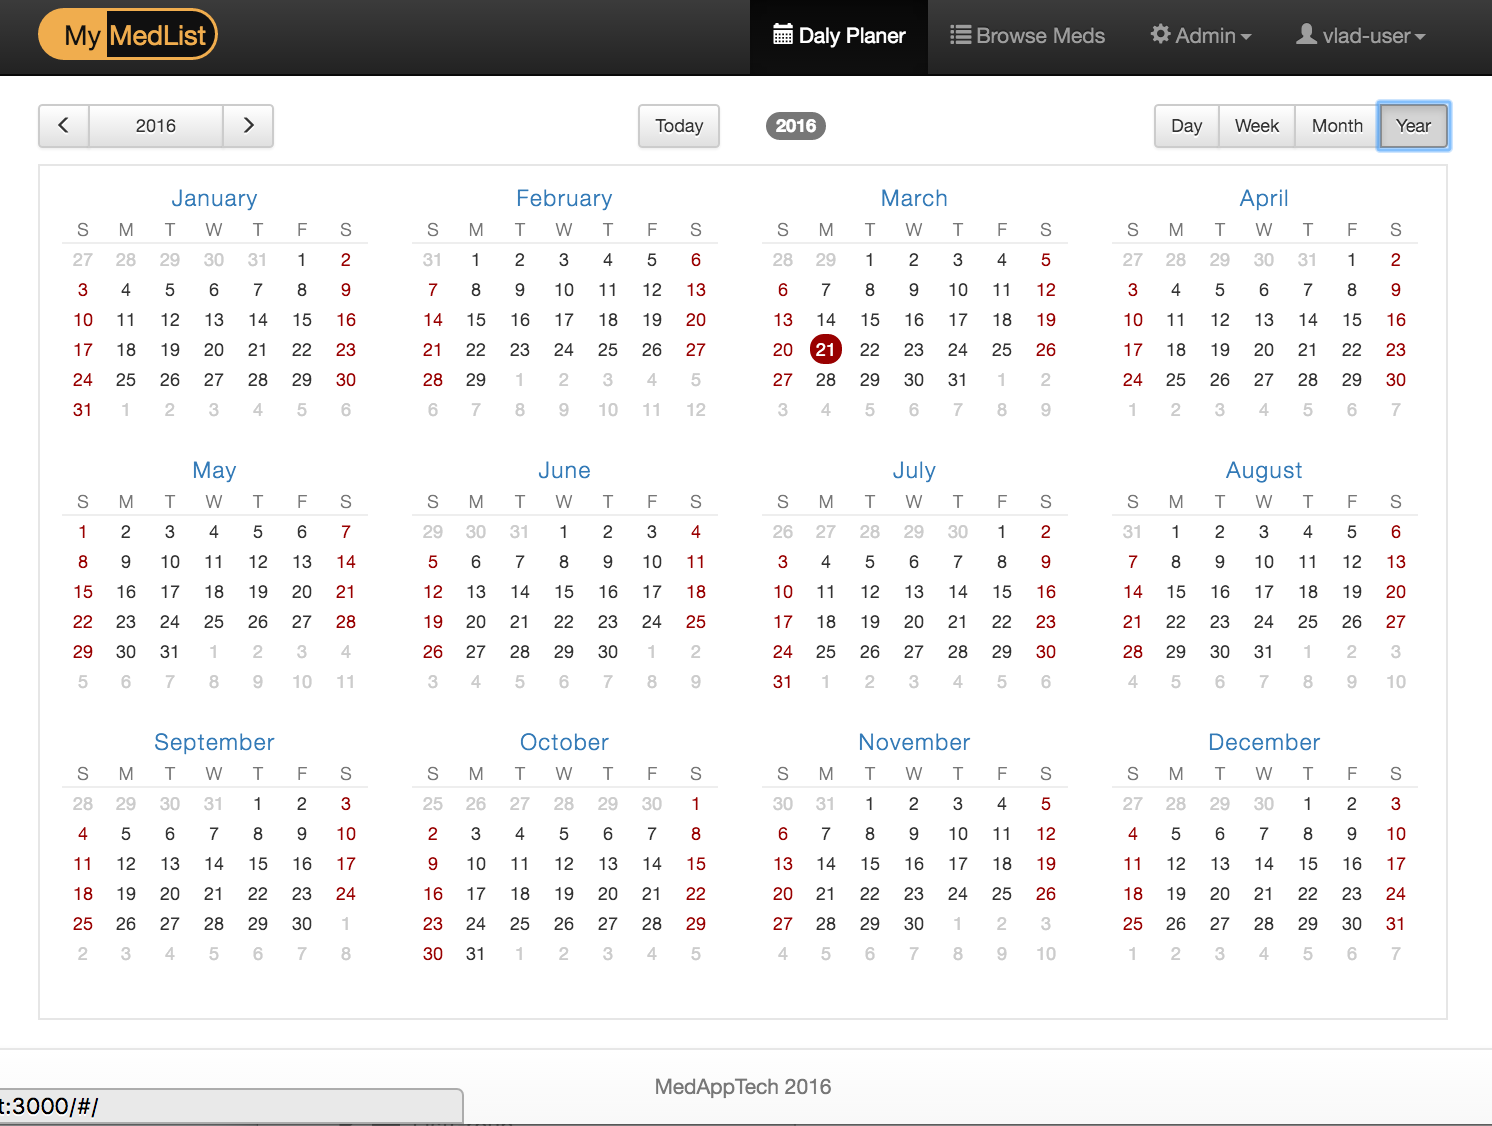 My MedList Daly Planer Browse Meds Admin vlad-user
2016 Today 2016 Day Week Month Year
January February March April
S M T W T F S S M T W T F S S M T W T F S S M T W T F S
27 28 29 30 31 1 2 31 1 2 3 4 5 6 28 29 1 2 3 4 5 27 28 29 30 31 1 2
3 4 5 6 7 8 9 7 8 9 10 11 12 13 6 7 8 9 10 11 12 3 4 5 6 7 8 9
10 11 12 13 14 15 16 14 15 16 17 18 19 20 13 14 15 16 17 18 19 10 11 12 13 14 15 16
17 18 19 20 21 22 23 21 22 23 24 25 26 27 20 21 22 23 24 25 26 17 18 19 20 21 22 23
24 25 26 27 28 29 30 28 29 1 2 3 4 5 27 28 29 30 31 1 2 24 25 26 27 28 29 30
31 1 2 3 4 5 6 6 7 8 9 10 11 12 3 4 5 6 7 8 9 1 2 3 4 5 6 7
May June July August
S M T W T F S S M T W T F S S M T W T F S S M T W T F S
1 2 3 4 5 6 7 29 30 31 1 2 3 4 26 27 28 29 30 1 2 31 1 2 3 4 5 6
8 9 10 11 12 13 14 5 6 7 8 9 10 11 3 4 5 6 7 8 9 7 8 9 10 11 12 13
15 16 17 18 19 20 21 12 13 14 15 16 17 18 10 11 12 13 14 15 16 14 15 16 17 18 19 20
22 23 24 25 26 27 28 19 20 21 22 23 24 25 17 18 19 20 21 22 23 21 22 23 24 25 26 27
29 30 31 1 2 3 4 26 27 28 29 30 1 2 24 25 26 27 28 29 30 28 29 30 31 1 2 3
5 6 7 8 9 10 11 3 4 5 6 7 8 9 31 1 2 3 4 5 6 4 5 6 7 8 9 10
September October November December
S M T W T F S S M T W T F S S M T W T F S S M T W T F S
28 29 30 31 1 2 3 25 26 27 28 29 30 1 30 31 1 2 3 4 5 27 28 29 30 1 2 3
4 5 6 7 8 9 10 2 3 4 5 6 7 8 6 7 8 9 10 11 12 4 5 6 7 8 9 10
11 12 13 14 15 16 17 9 10 11 12 13 14 15 13 14 15 16 17 18 19 11 12 13 14 15 16 17
18 19 20 21 22 23 24 16 17 18 19 20 21 22 20 21 22 23 24 25 26 18 19 20 21 22 23 24
25 26 27 28 29 30 1 23 24 25 26 27 28 29 27 28 29 30 1 2 3 25 26 27 28 29 30 31
2 3 4 5 6 7 8 30 31 1 2 3 4 5 4 5 6 7 8 9 10 1 2 3 4 5 6 7
MedAppTech 2016
t:3000/#/